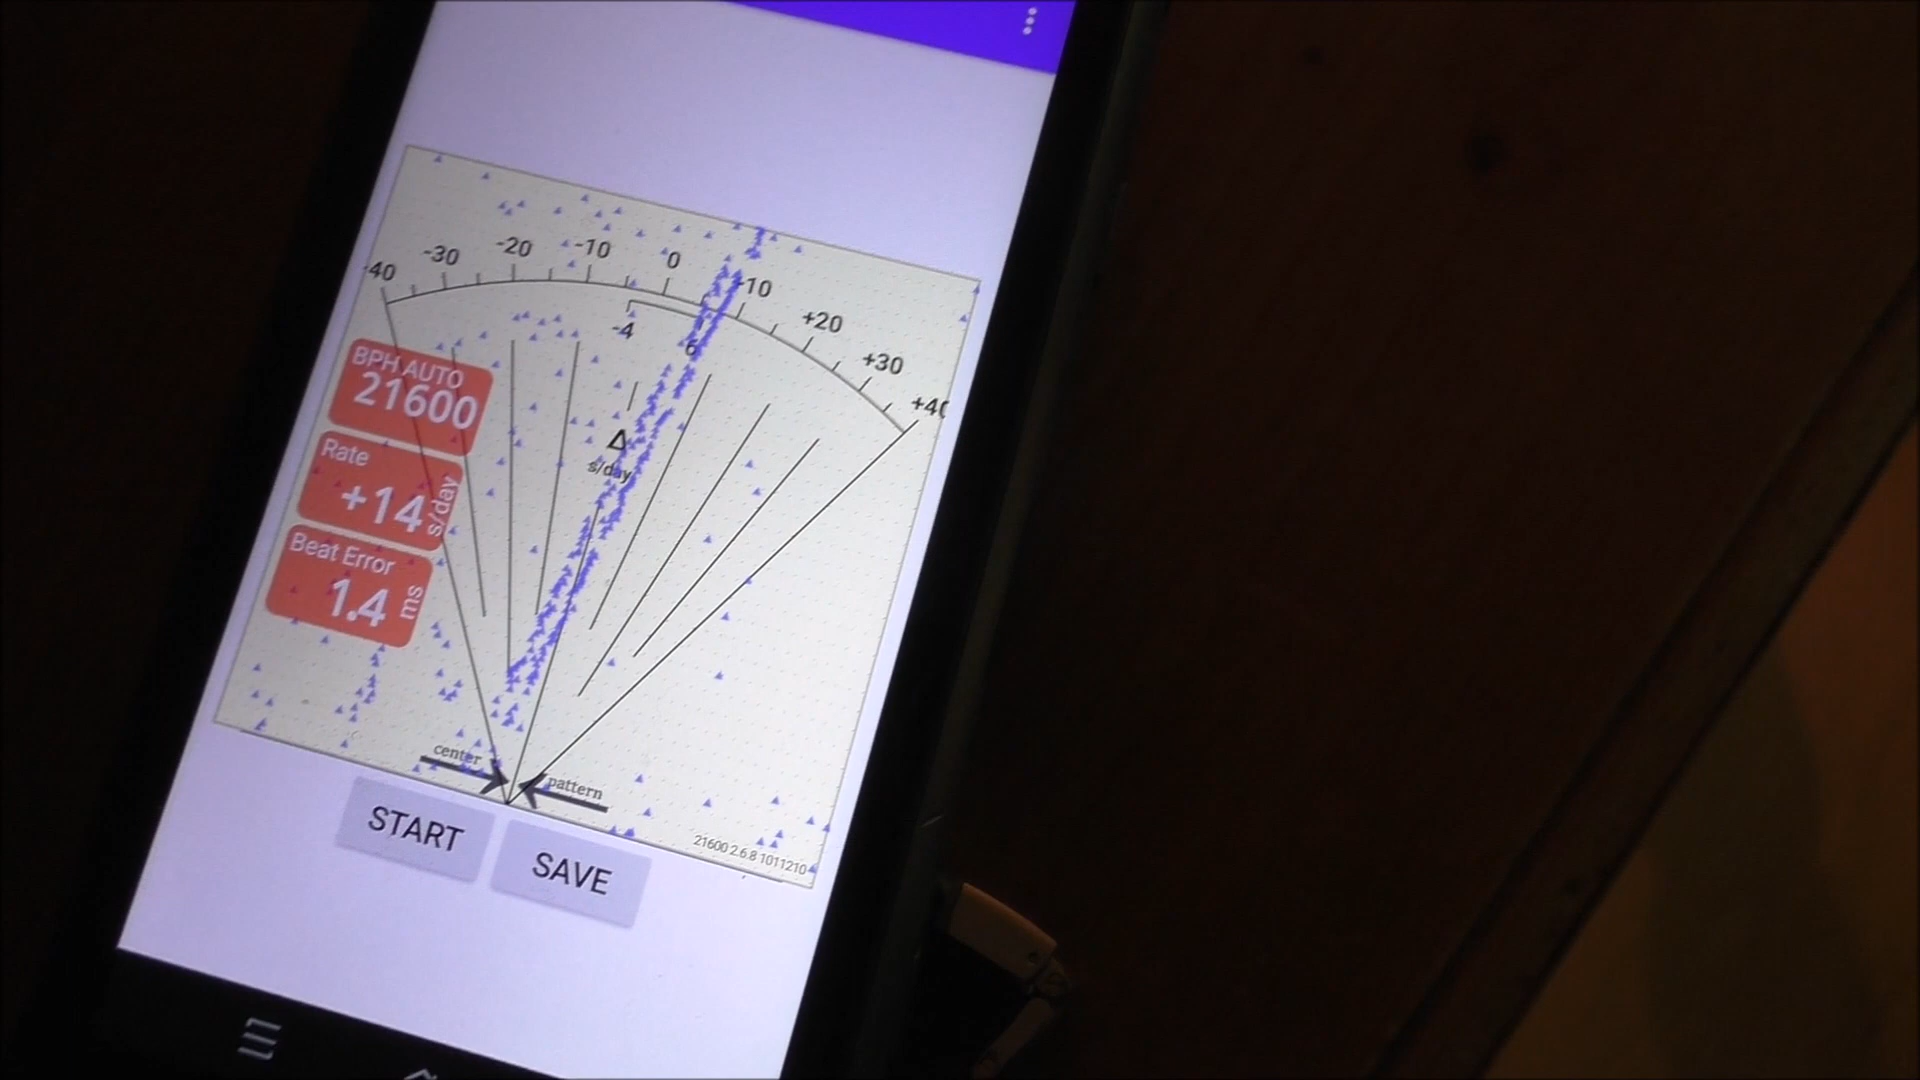 -40 -30 -20 -10 0 +10 +20 +30 +40
-4 6
Δ
s/day
BPH AUTO
21600
Rate
+14 s/day
Beat Error
1.4 ms
center pattern
21600 2.6.8 1011210
START SAVE